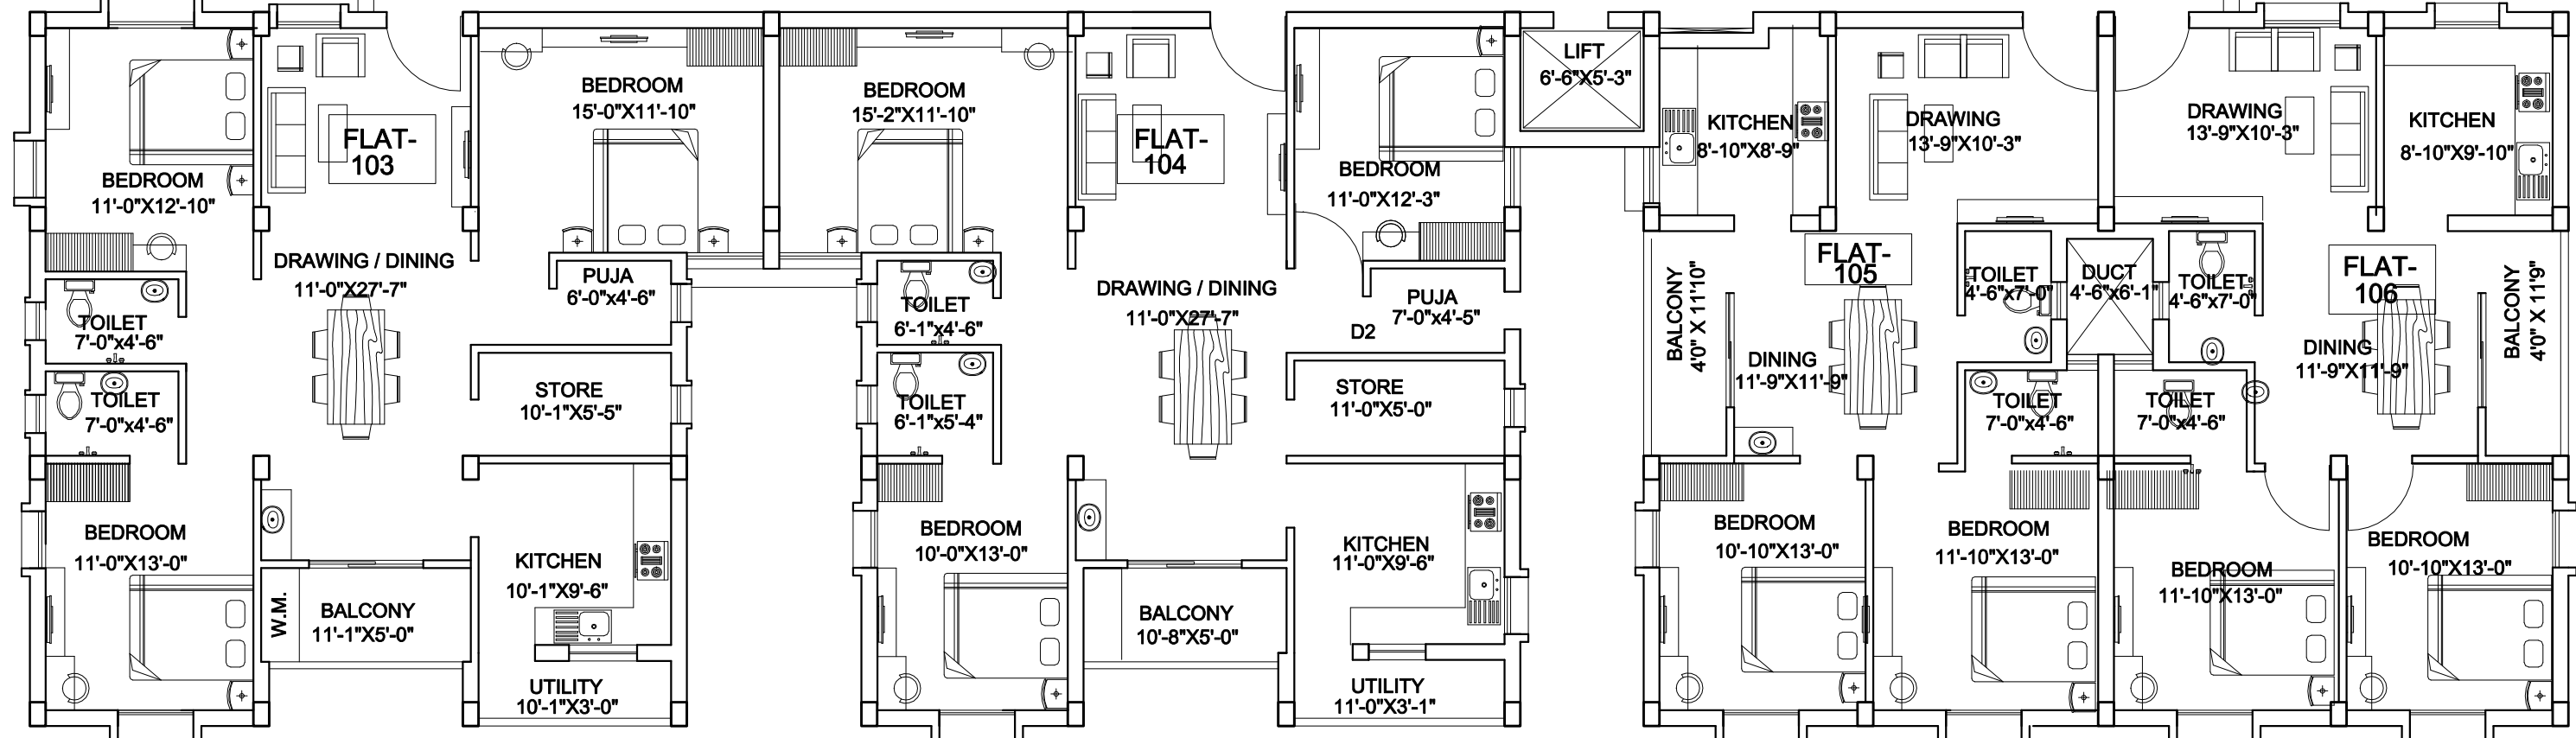 BEDROOM
11'-0"X12'-10"
FLAT-
103
DRAWING / DINING
11'-0"X27'-7"
BEDROOM
15'-0"X11'-10"
PUJA
6'-0"x4'-6"
TOILET
7'-0"x4'-6"
TOILET
7'-0"x4'-6"
STORE
10'-1"X5'-5"
BEDROOM
11'-0"X13'-0"
W.M.
BALCONY
11'-1"X5'-0"
KITCHEN
10'-1"X9'-6"
UTILITY
10'-1"X3'-0"
BEDROOM
15'-2"X11'-10"
FLAT-
104
BEDROOM
11'-0"X12'-3"
DRAWING / DINING
11'-0"X27'-7"
TOILET
6'-1"x4'-6"
TOILET
6'-1"x5'-4"
PUJA
7'-0"x4'-5"
D2
STORE
11'-0"X5'-0"
BEDROOM
10'-0"X13'-0"
BALCONY
10'-8"X5'-0"
KITCHEN
11'-0"X9'-6"
UTILITY
11'-0"X3'-1"
LIFT
6'-6"X5'-3"
KITCHEN
8'-10"X8'-9"
DRAWING
13'-9"X10'-3"
FLAT-
105
BALCONY
4'0" X 11'10"
DINING
11'-9"X11'-9"
TOILET
4'-6"x7'-0"
DUCT
4'-6"x6'-1"
TOILET
4'-6"x7'-0"
TOILET
7'-0"x4'-6"
TOILET
7'-0"x4'-6"
BEDROOM
10'-10"X13'-0"
BEDROOM
11'-10"X13'-0"
DRAWING
13'-9"X10'-3"
KITCHEN
8'-10"X9'-10"
FLAT-
106
DINING
11'-9"X11'-9"
BALCONY
4'0" X 11'9"
BEDROOM
11'-10"X13'-0"
BEDROOM
10'-10"X13'-0"